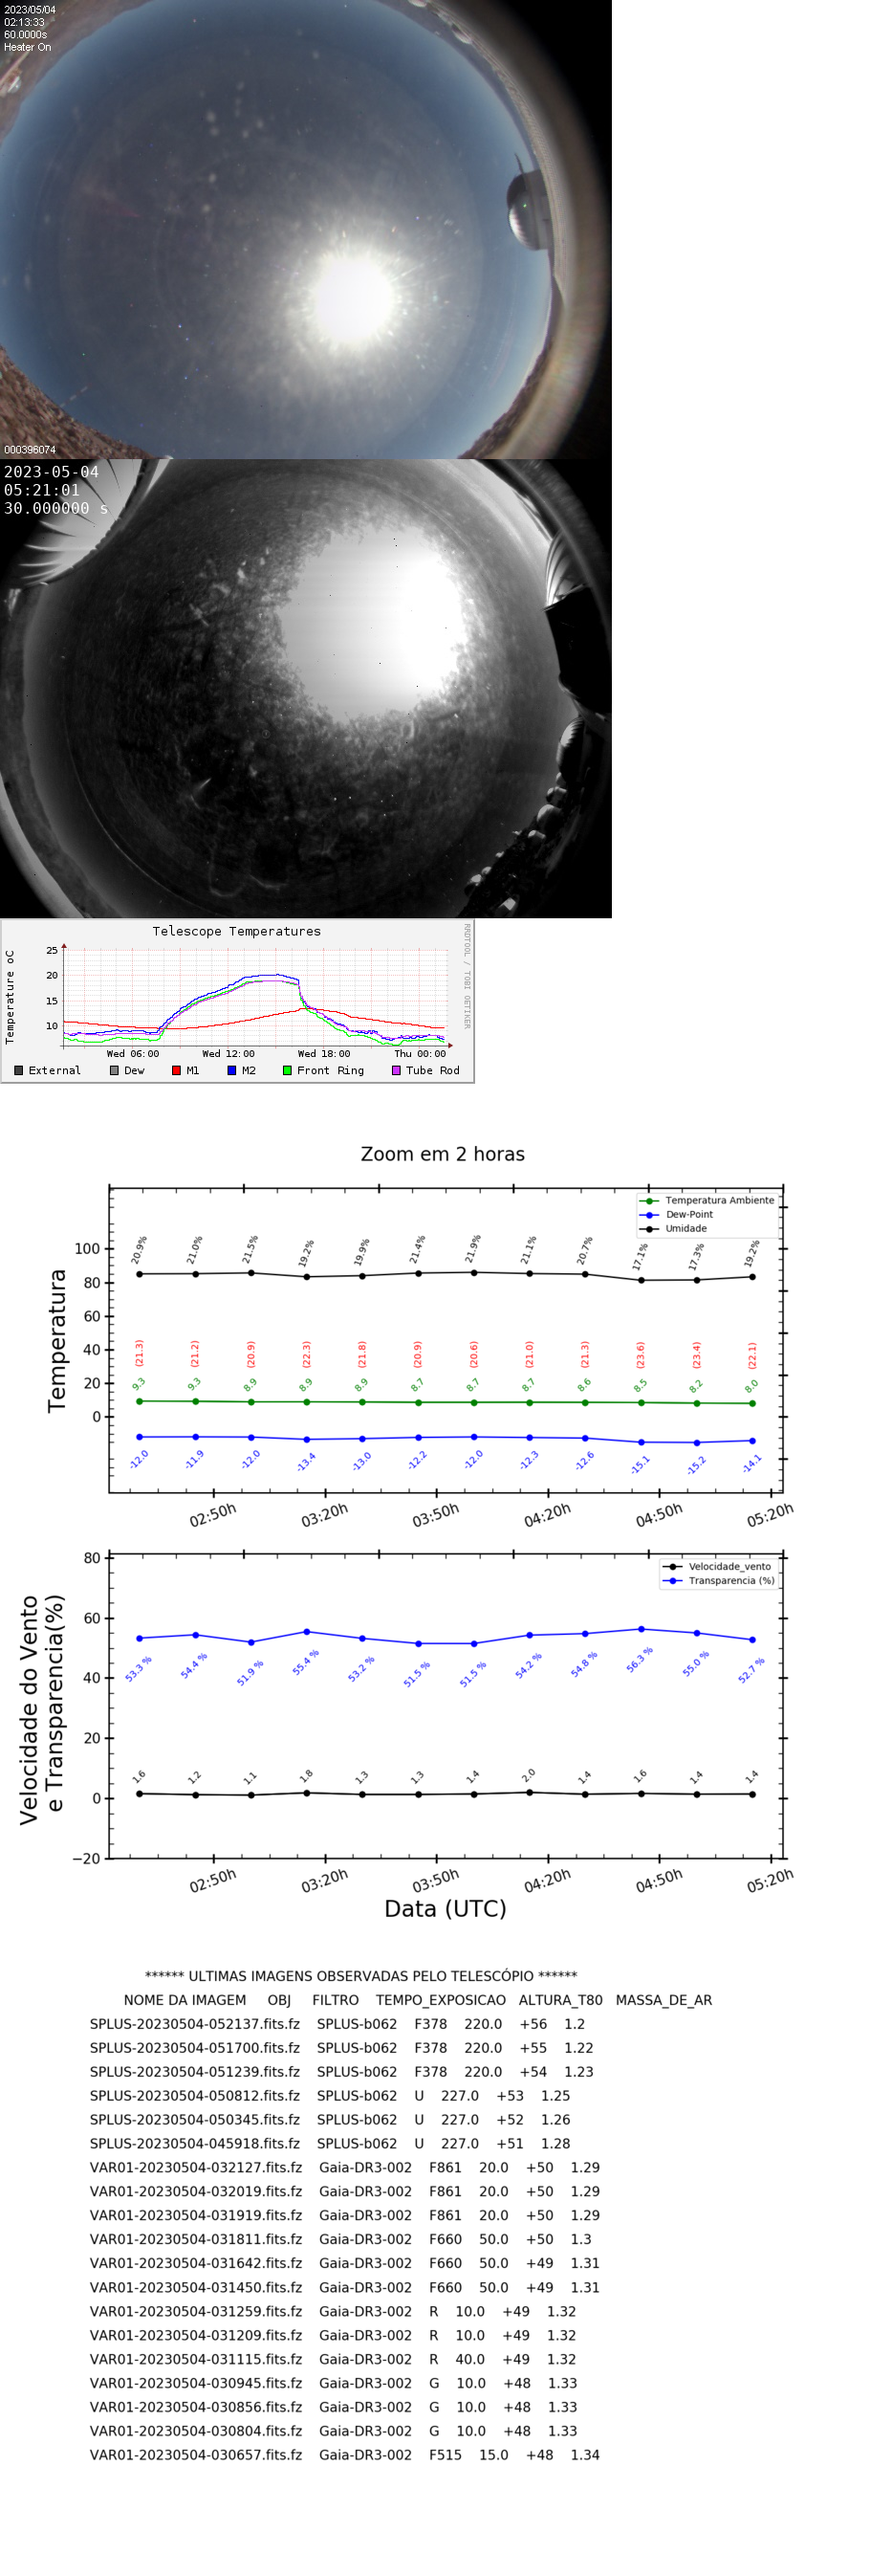 2023/05/04
02:13:33
60.0000s
Heater On
000396074
2023-05-04
05:21:01
30.000000 s
Telescope Temperatures
RRDTOOL / TOBI OETIKER
Temperature oC
25
20
15
10
Wed 06:00 Wed 12:00 Wed 18:00 Thu 00:00
External Dew M1 M2 Front Ring Tube Rod
Zoom em 2 horas
Temperatura Ambiente
Dew-Point
Umidade
Temperatura
100
80
60
40
20
0
20.9% 21.0% 21.5% 19.2% 19.9% 21.4% 21.9% 21.1% 20.7% 17.1% 17.3% 19.2%
(21.3) (21.2) (20.9) (22.3) (21.8) (20.9) (20.6) (21.0) (21.3) (23.6) (23.4) (22.1)
9.3 9.3 8.9 8.9 8.9 8.7 8.7 8.7 8.6 8.5 8.2 8.0
-12.0 -11.9 -12.0 -13.4 -13.0 -12.2 -12.0 -12.3 -12.6 -15.1 -15.2 -14.1
02:50h 03:20h 03:50h 04:20h 04:50h 05:20h
Velocidade_vento
Transparencia (%)
Velocidade do Vento
e Transparencia(%)
80
60
40
20
0
−20
53.3 % 54.4 % 51.9 % 55.4 % 53.2 % 51.5 % 51.5 % 54.2 % 54.8 % 56.3 % 55.0 % 52.7 %
1.6 1.2 1.1 1.8 1.3 1.3 1.4 2.0 1.4 1.6 1.4 1.4
02:50h 03:20h 03:50h 04:20h 04:50h 05:20h
Data (UTC)
****** ULTIMAS IMAGENS OBSERVADAS PELO TELESCÓPIO ******
NOME DA IMAGEM OBJ FILTRO TEMPO_EXPOSICAO ALTURA_T80 MASSA_DE_AR
SPLUS-20230504-052137.fits.fz SPLUS-b062 F378 220.0 +56 1.2
SPLUS-20230504-051700.fits.fz SPLUS-b062 F378 220.0 +55 1.22
SPLUS-20230504-051239.fits.fz SPLUS-b062 F378 220.0 +54 1.23
SPLUS-20230504-050812.fits.fz SPLUS-b062 U 227.0 +53 1.25
SPLUS-20230504-050345.fits.fz SPLUS-b062 U 227.0 +52 1.26
SPLUS-20230504-045918.fits.fz SPLUS-b062 U 227.0 +51 1.28
VAR01-20230504-032127.fits.fz Gaia-DR3-002 F861 20.0 +50 1.29
VAR01-20230504-032019.fits.fz Gaia-DR3-002 F861 20.0 +50 1.29
VAR01-20230504-031919.fits.fz Gaia-DR3-002 F861 20.0 +50 1.29
VAR01-20230504-031811.fits.fz Gaia-DR3-002 F660 50.0 +50 1.3
VAR01-20230504-031642.fits.fz Gaia-DR3-002 F660 50.0 +49 1.31
VAR01-20230504-031450.fits.fz Gaia-DR3-002 F660 50.0 +49 1.31
VAR01-20230504-031259.fits.fz Gaia-DR3-002 R 10.0 +49 1.32
VAR01-20230504-031209.fits.fz Gaia-DR3-002 R 10.0 +49 1.32
VAR01-20230504-031115.fits.fz Gaia-DR3-002 R 40.0 +49 1.32
VAR01-20230504-030945.fits.fz Gaia-DR3-002 G 10.0 +48 1.33
VAR01-20230504-030856.fits.fz Gaia-DR3-002 G 10.0 +48 1.33
VAR01-20230504-030804.fits.fz Gaia-DR3-002 G 10.0 +48 1.33
VAR01-20230504-030657.fits.fz Gaia-DR3-002 F515 15.0 +48 1.34